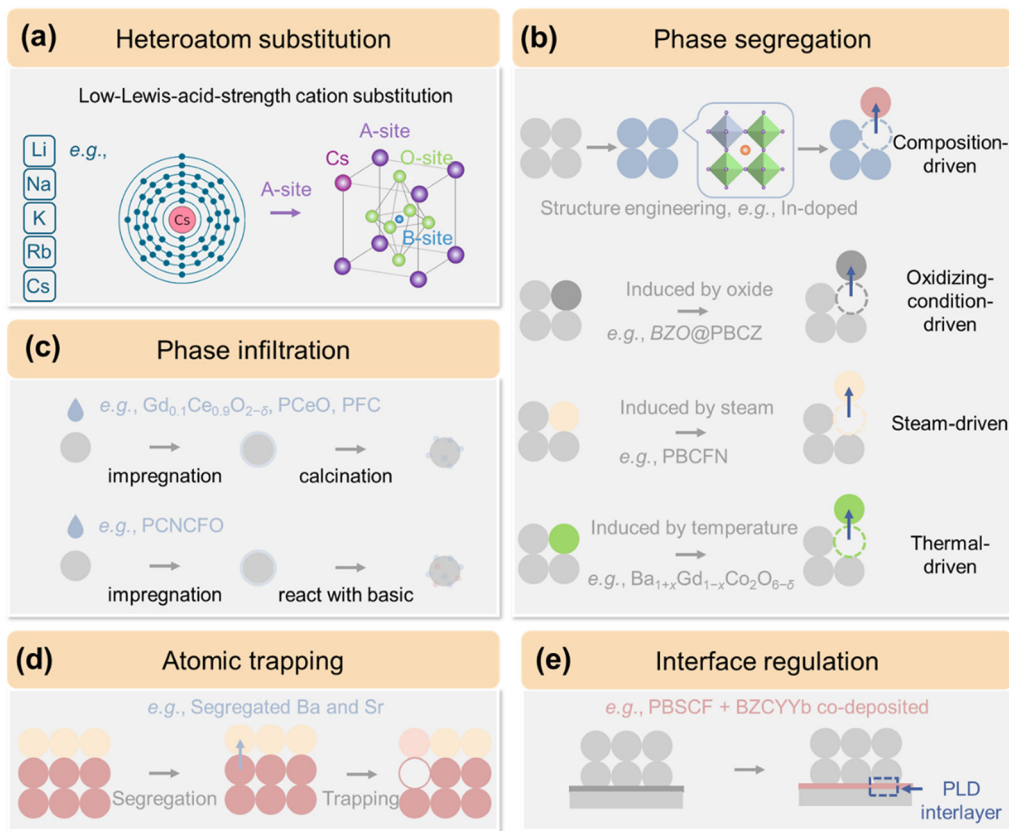 (a) Heteroatom substitution
Low-Lewis-acid-strength cation substitution
Li
Na
K
Rb
Cs
e.g.,
Cs
A-site
A-site
Cs
O-site
B-site
(b) Phase segregation
Composition-
driven
Structure engineering, e.g., In-doped
Induced by oxide
e.g., BZO@PBCZ
Oxidizing-
condition-
driven
Induced by steam
e.g., PBCFN
Steam-driven
Induced by temperature
e.g., Ba₁₊ₓGd₁₋ₓCo₂O₆₋δ
Thermal-
driven
(c) Phase infiltration
e.g., Gd₀.₁Ce₀.₉O₂₋δ, PCeO, PFC
impregnation
calcination
e.g., PCNCFO
impregnation
react with basic
(d) Atomic trapping
e.g., Segregated Ba and Sr
Segregation
Trapping
(e) Interface regulation
e.g., PBSCF + BZCYYb co-deposited
PLD
interlayer